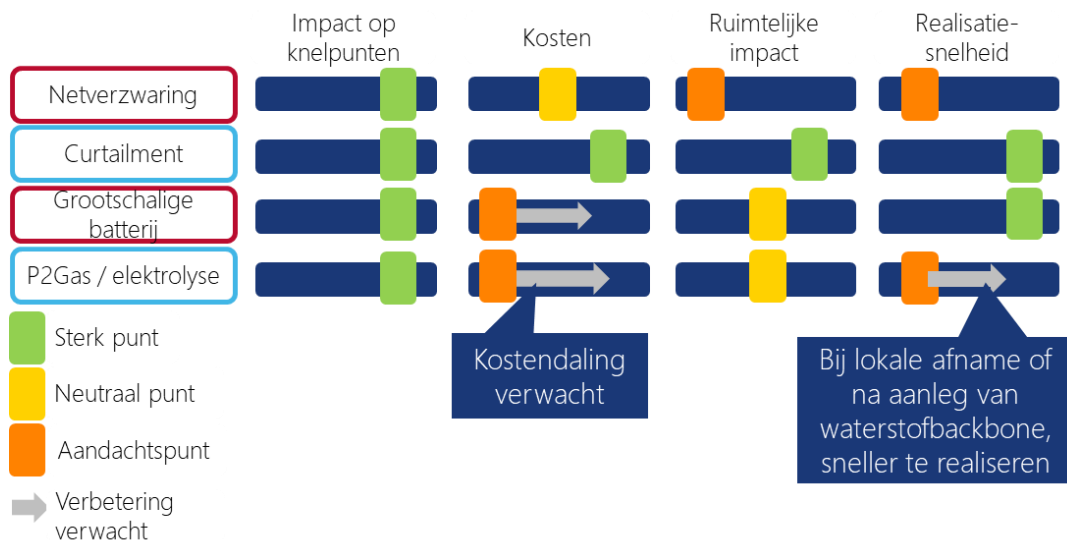 Impact op
knelpunten
Kosten
Ruimtelijke
impact
Realisatie-
snelheid
Netverzwaring
Curtailment
Grootschalige
batterij
P2Gas / elektrolyse
Sterk punt
Neutraal punt
Aandachtspunt
Verbetering
verwacht
Kostendaling
verwacht
Bij lokale afname of
na aanleg van
waterstofbackbone,
sneller te realiseren